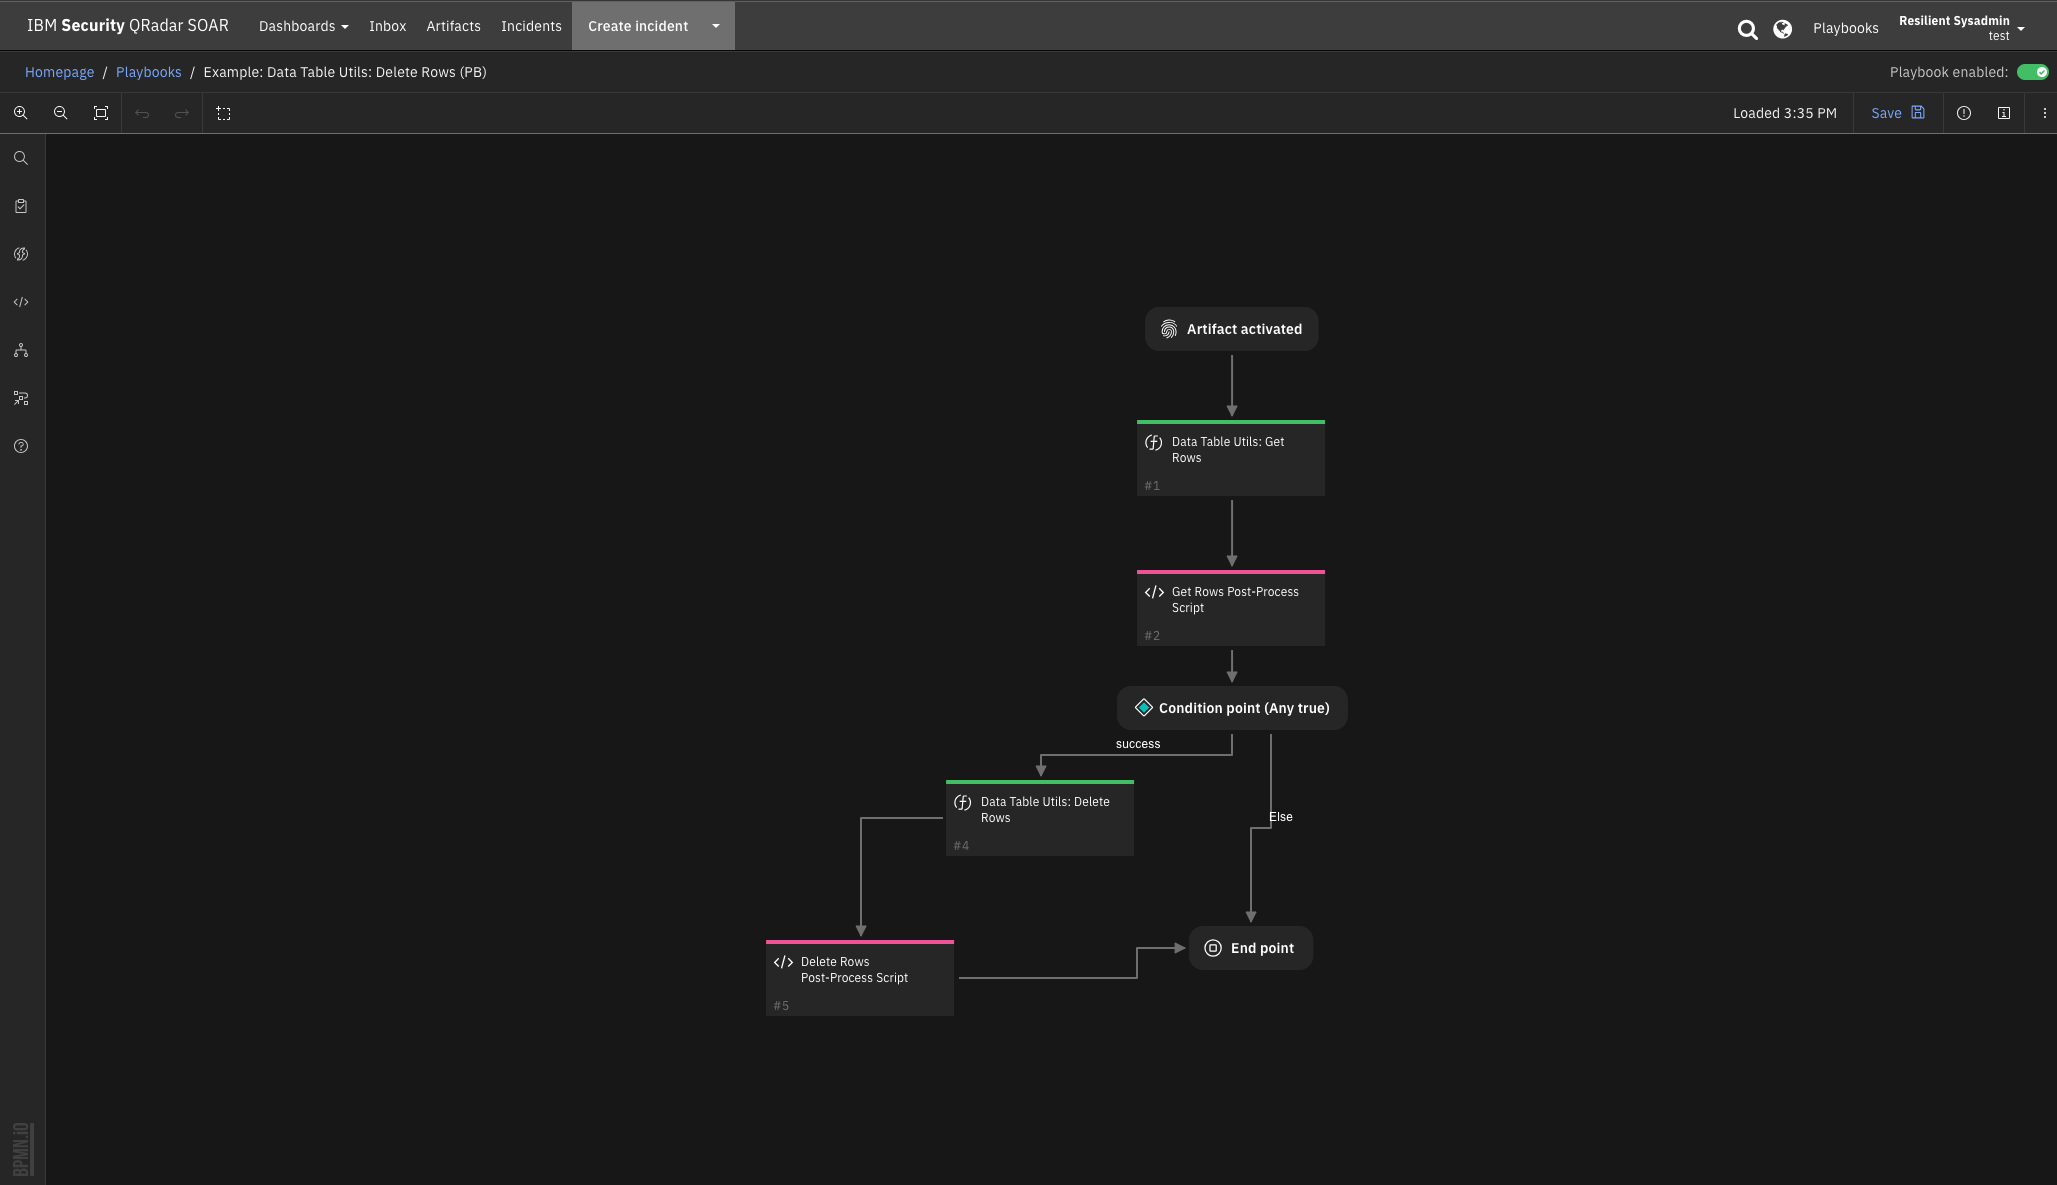 IBM Security QRadar SOAR Dashboards Inbox Artifacts Incidents Create incident Playbooks Resilient Sysadmin
test
Homepage / Playbooks / Example: Data Table Utils: Delete Rows (PB) Playbook enabled:
Loaded 3:35 PM Save
Artifact activated
Data Table Utils: Get
Rows
#1
Get Rows Post-Process
Script
#2
Condition point (Any true)
success
Data Table Utils: Delete
Rows
#4
Else
Delete Rows
Post-Process Script
#5
End point
BPMN.iO